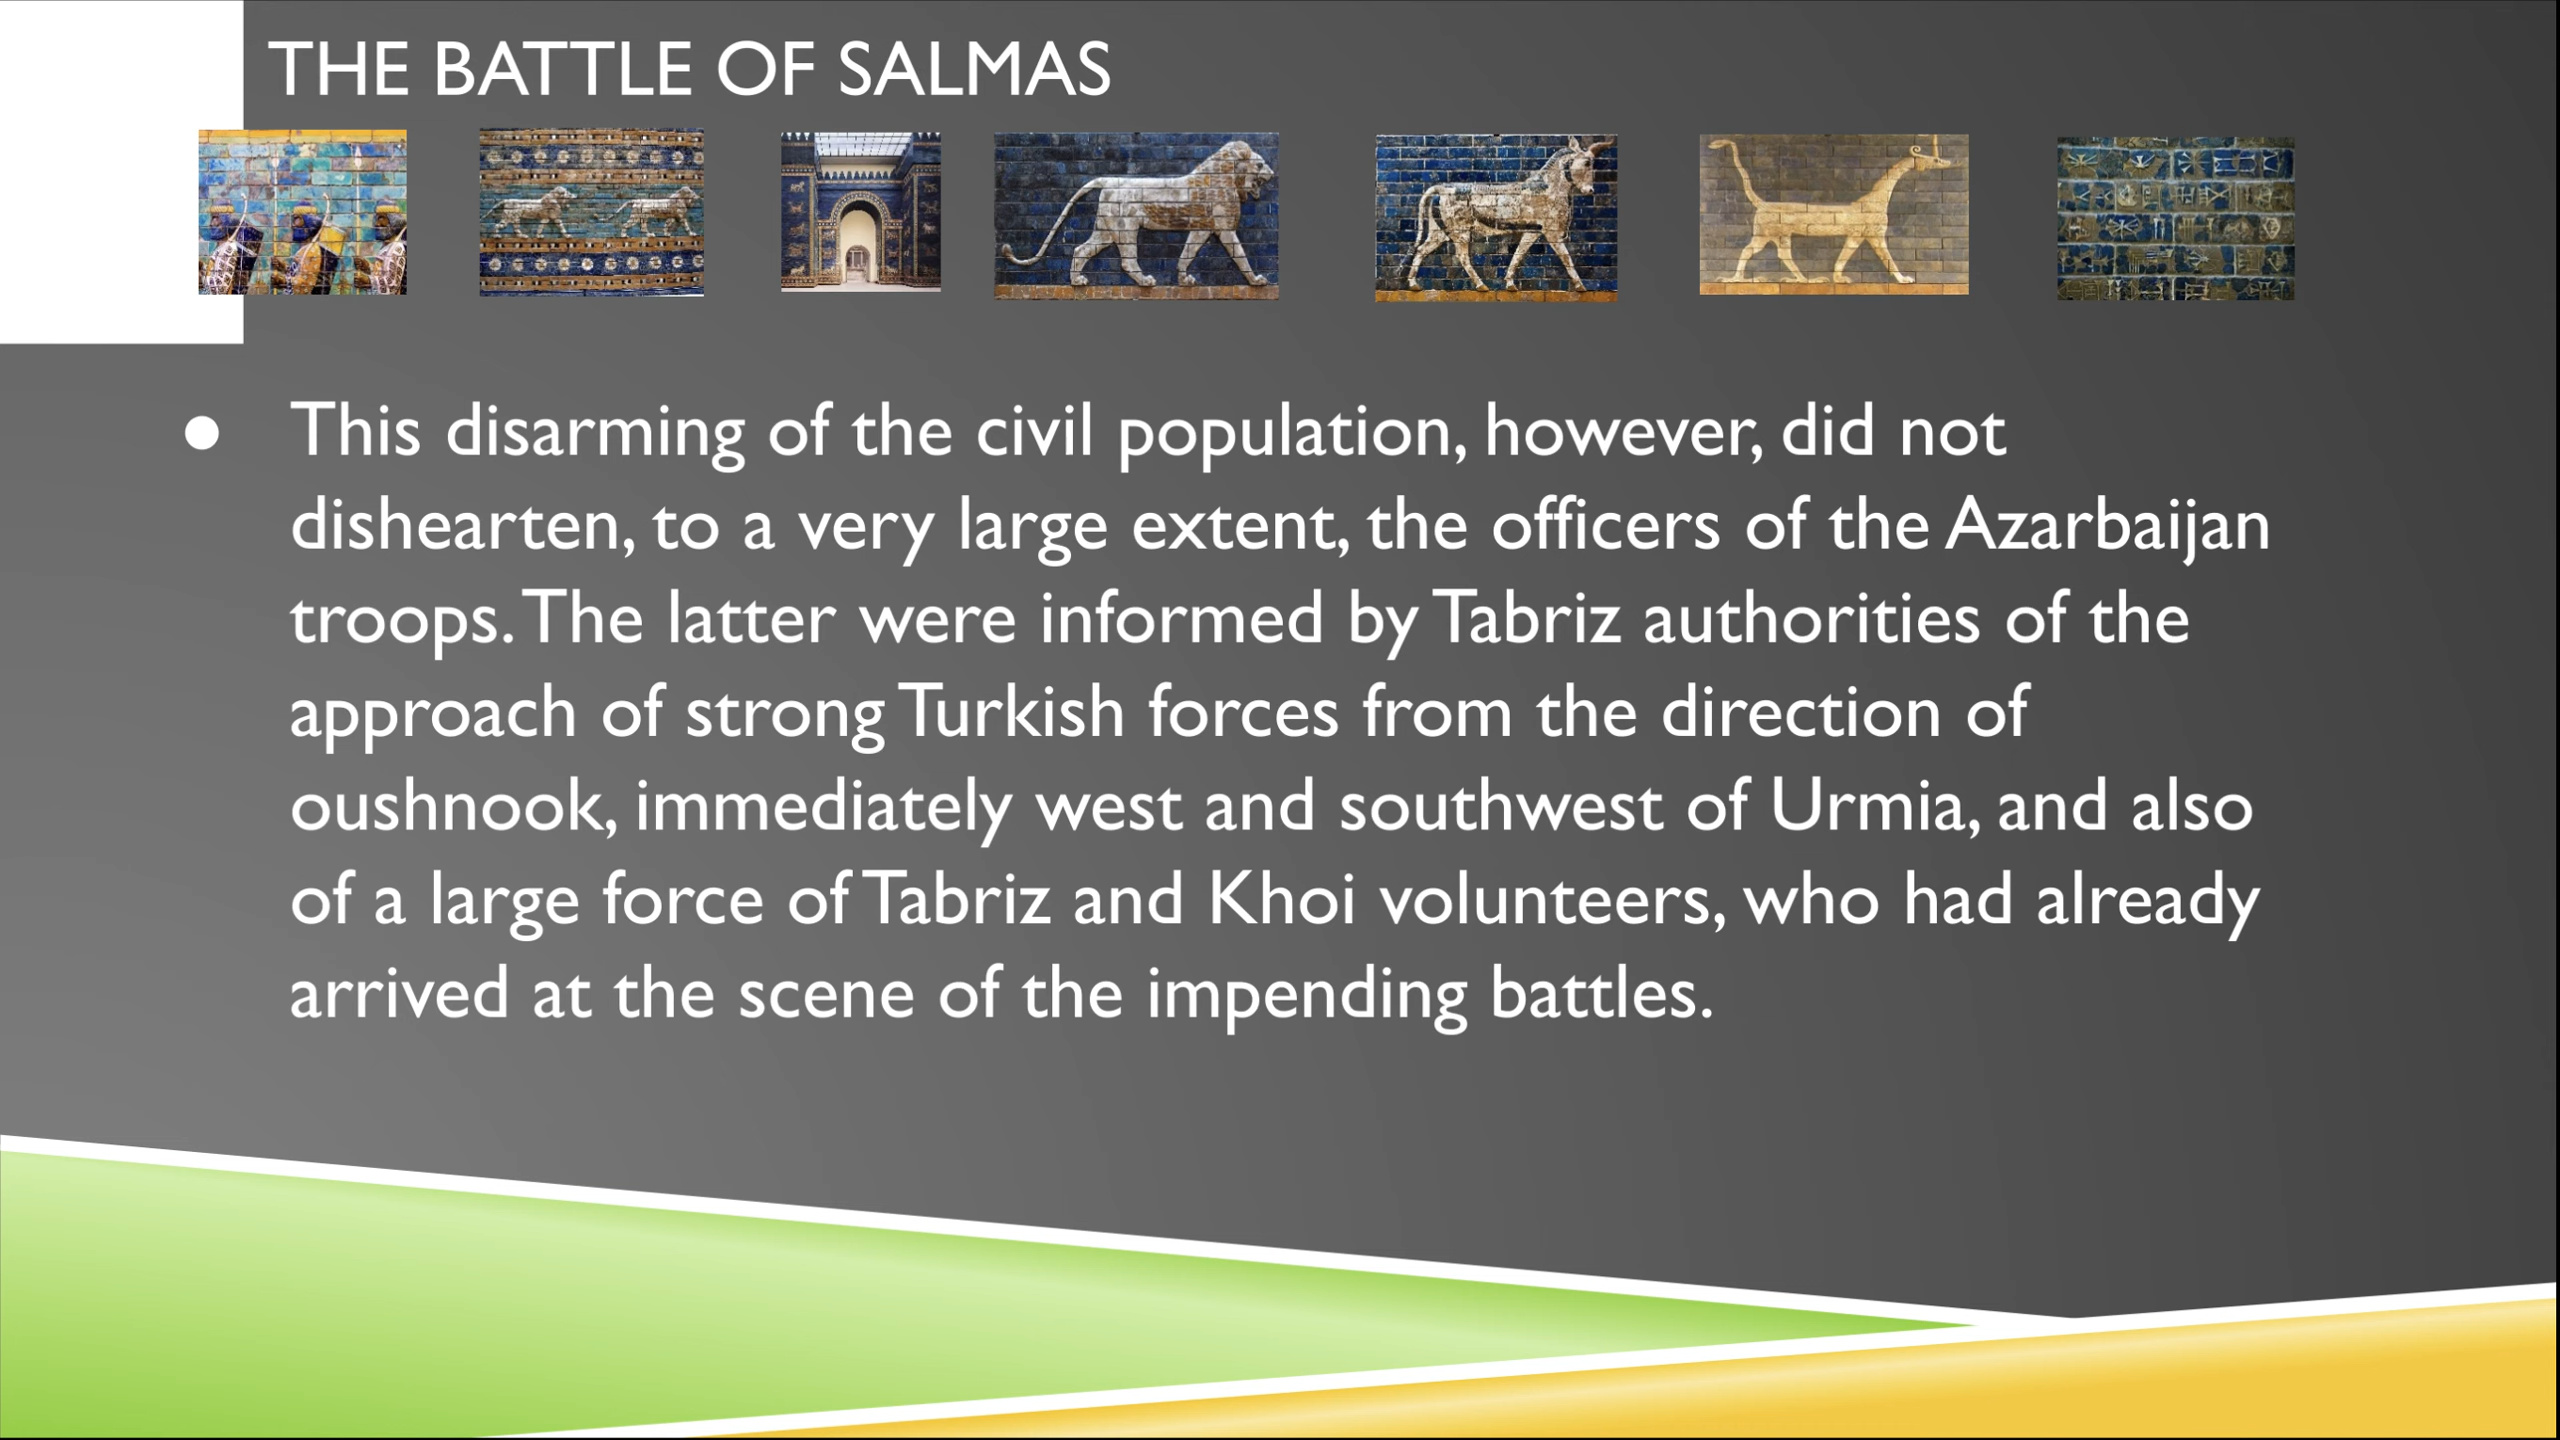 THE BATTLE OF SALMAS
● This disarming of the civil population, however, did not
dishearten, to a very large extent, the officers of the Azarbaijan
troops. The latter were informed by Tabriz authorities of the
approach of strong Turkish forces from the direction of
oushnook, immediately west and southwest of Urmia, and also
of a large force of Tabriz and Khoi volunteers, who had already
arrived at the scene of the impending battles.